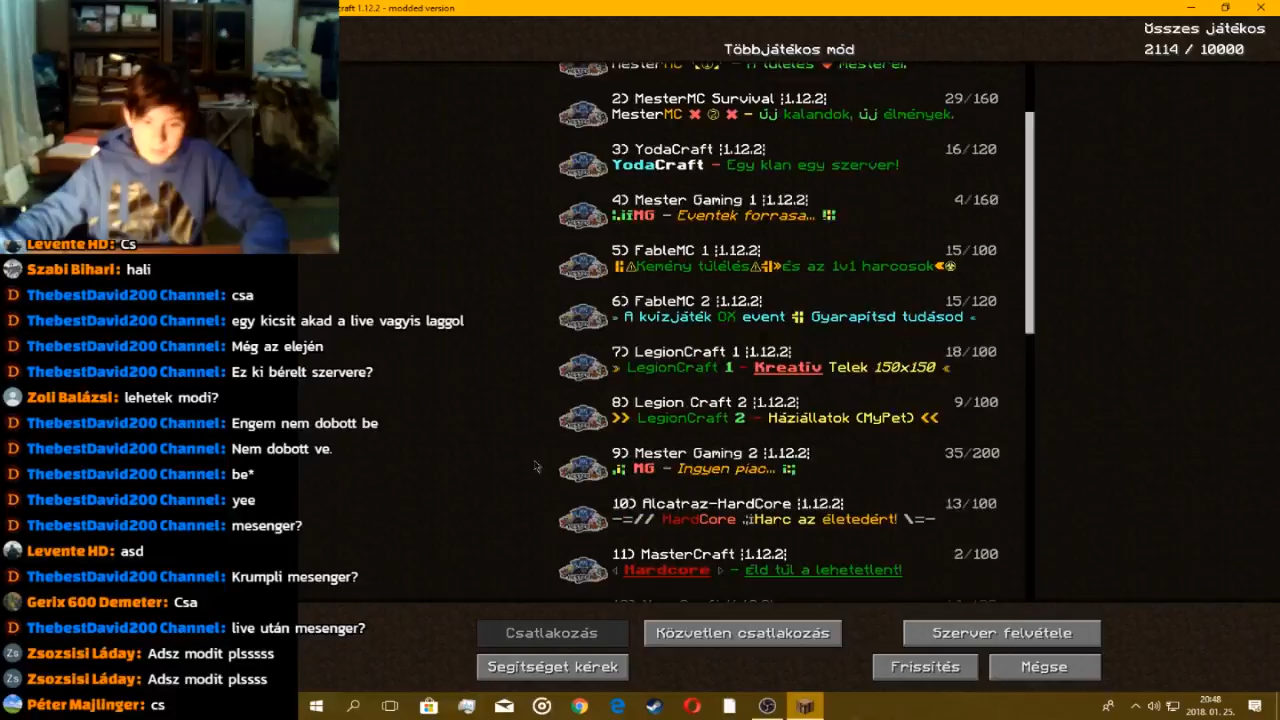 craft 1.12.2 - modded version
Összes játékos
2114 / 10000
Többjátékos mód
2) MesterMC Survival [1.12.2] 29/160
MesterMC ✖ ② ✖ - Új kalandok, új élmények.
3) YodaCraft [1.12.2] 16/120
YodaCraft - Egy klan egy szerver!
4) Mester Gaming 1 [1.12.2] 4/160
MG - Eventek forrasa...
5) FableMC 1 [1.12.2] 15/100
Kemény túlélés És az 1v1 harcosok
6) FableMC 2 [1.12.2] 15/120
A kvízjáték OX event Gyarapítsd tudásod
7) LegionCraft 1 [1.12.2] 18/100
» LegionCraft 1 - Kreatív Telek 150x150 «
8) Legion Craft 2 [1.12.2] 9/100
>> LegionCraft 2 - Háziállatok (MyPet) <<
9) Mester Gaming 2 [1.12.2] 35/200
MG - Ingyen piac...
10) Alcatraz-HardCore [1.12.2] 13/100
-=// HardCore Harc az életedért! \=-
11) MasterCraft [1.12.2] 2/100
Hardcore - Éld túl a lehetetlent!
Csatlakozás
Közvetlen csatlakozás
Szerver felvétele
Segítséget kérek
Frissítés
Mégse
Levente HD: Cs
Szabi Bihari: hali
D ThebestDavid200 Channel: csa
D ThebestDavid200 Channel: egy kicsit akad a live vagyis laggol
D ThebestDavid200 Channel: Még az elején
D ThebestDavid200 Channel: Ez ki bérelt szervere?
Zoli Balázsi: lehetek modi?
D ThebestDavid200 Channel: Engem nem dobott be
D ThebestDavid200 Channel: Nem dobott ve.
D ThebestDavid200 Channel: be*
D ThebestDavid200 Channel: yee
D ThebestDavid200 Channel: mesenger?
Levente HD: asd
D ThebestDavid200 Channel: Krumpli mesenger?
Gerix 600 Demeter: Csa
D ThebestDavid200 Channel: live után mesenger?
Zs Zsozsisi Láday: Adsz modit plsssss
Zs Zsozsisi Láday: Adsz modit plssss
Péter Majlinger: cs
20:48
2018. 01. 25.